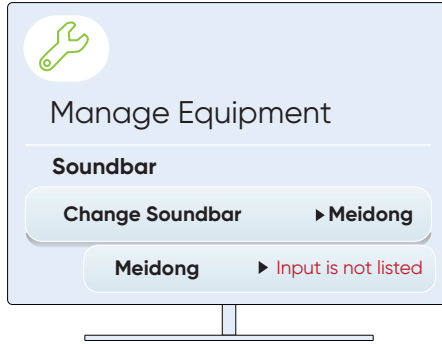 Manage Equipment
Soundbar
Change Soundbar ▸ Meidong
Meidong ▸ Input is not listed